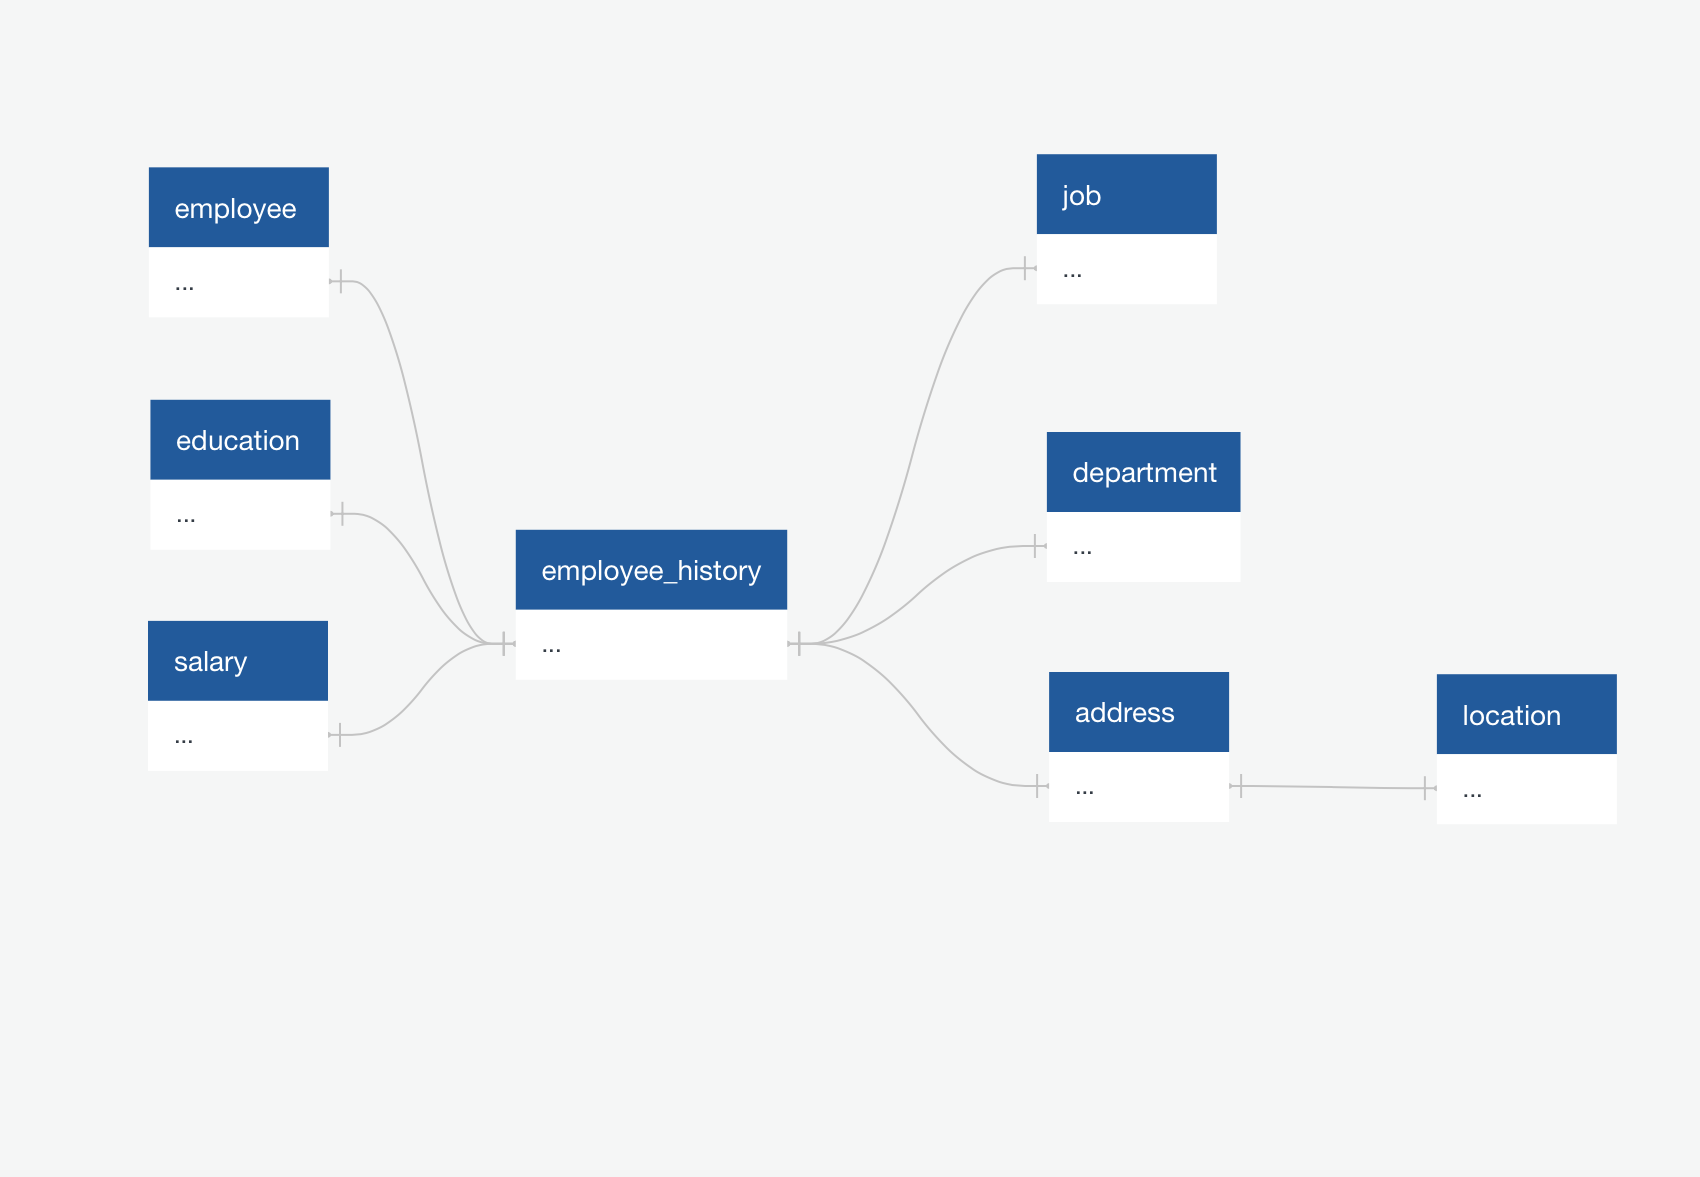 employee
...
education
...
salary
...
employee_history
...
job
...
department
...
address
...
location
...